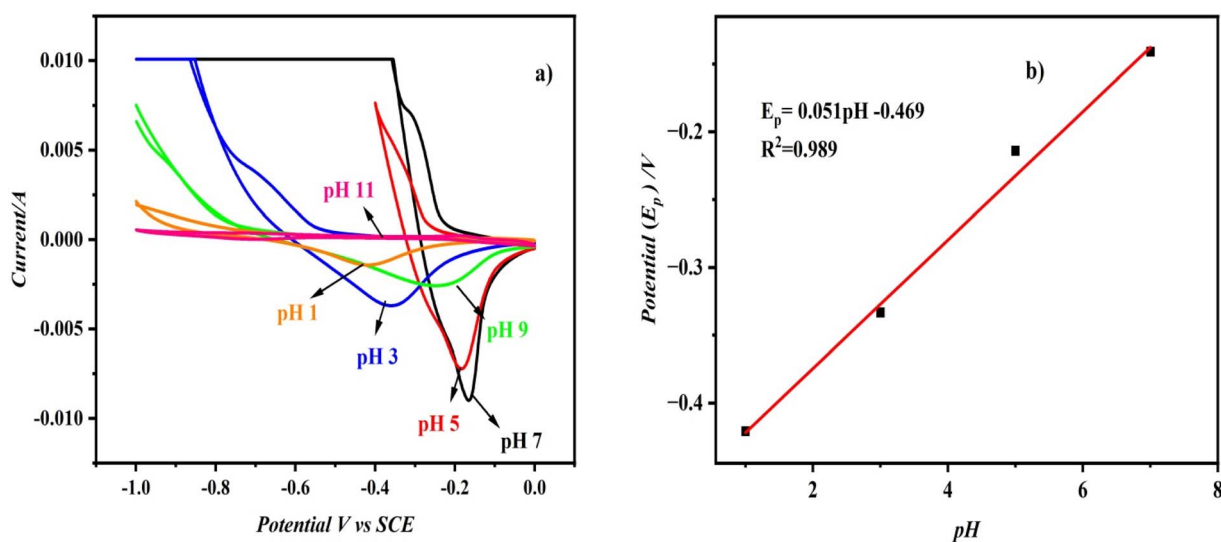 a)
0.010
0.005
0.000
-0.005
-0.010
Current/A
pH 11
pH 1
pH 3
pH 9
pH 5
pH 7
-1.0 -0.8 -0.6 -0.4 -0.2 0.0
Potential V vs SCE
b)
Eₚ= 0.051pH -0.469
R²=0.989
−0.2
−0.3
−0.4
Potential (Eₚ) /V
2 4 6 8
pH